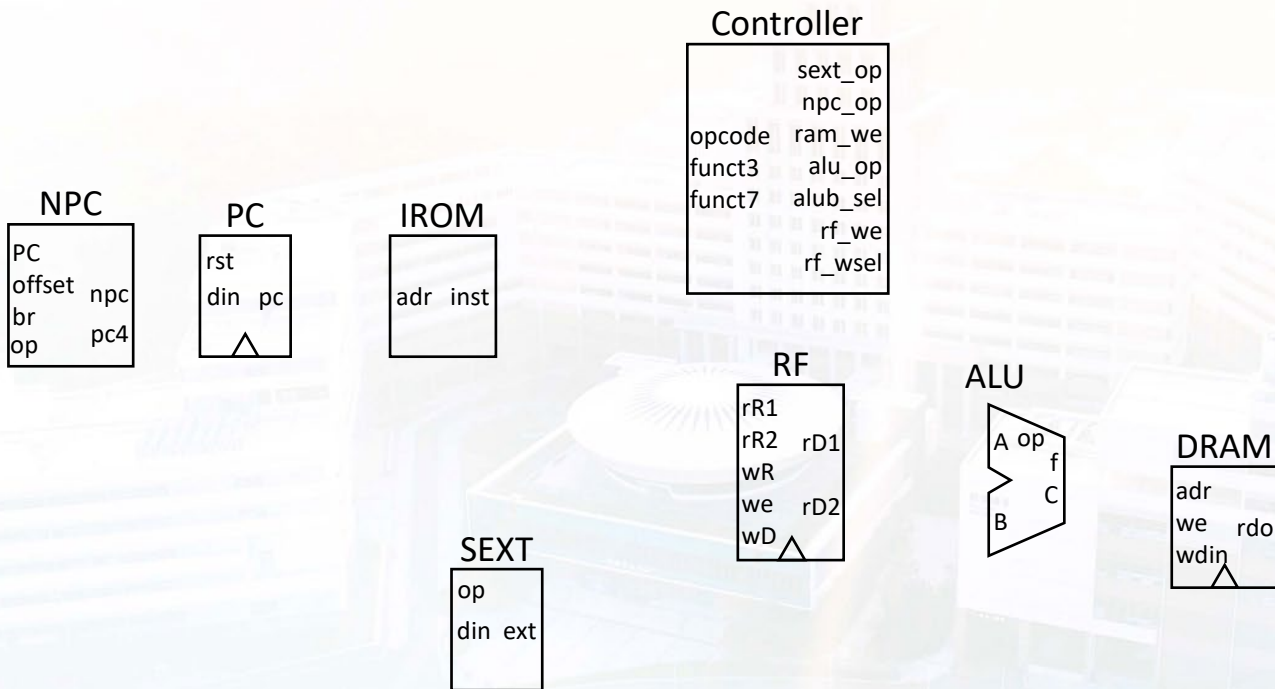 Controller
sext_op
npc_op
opcode ram_we
funct3 alu_op
funct7 alub_sel
rf_we
rf_wsel
NPC
PC
offset npc
br
op pc4
PC
rst
din pc
IROM
adr inst
RF
rR1
rR2 rD1
wR
we rD2
wD
ALU
A op
f
C
B
DRAM
adr
we rdo
wdin
SEXT
op
din ext